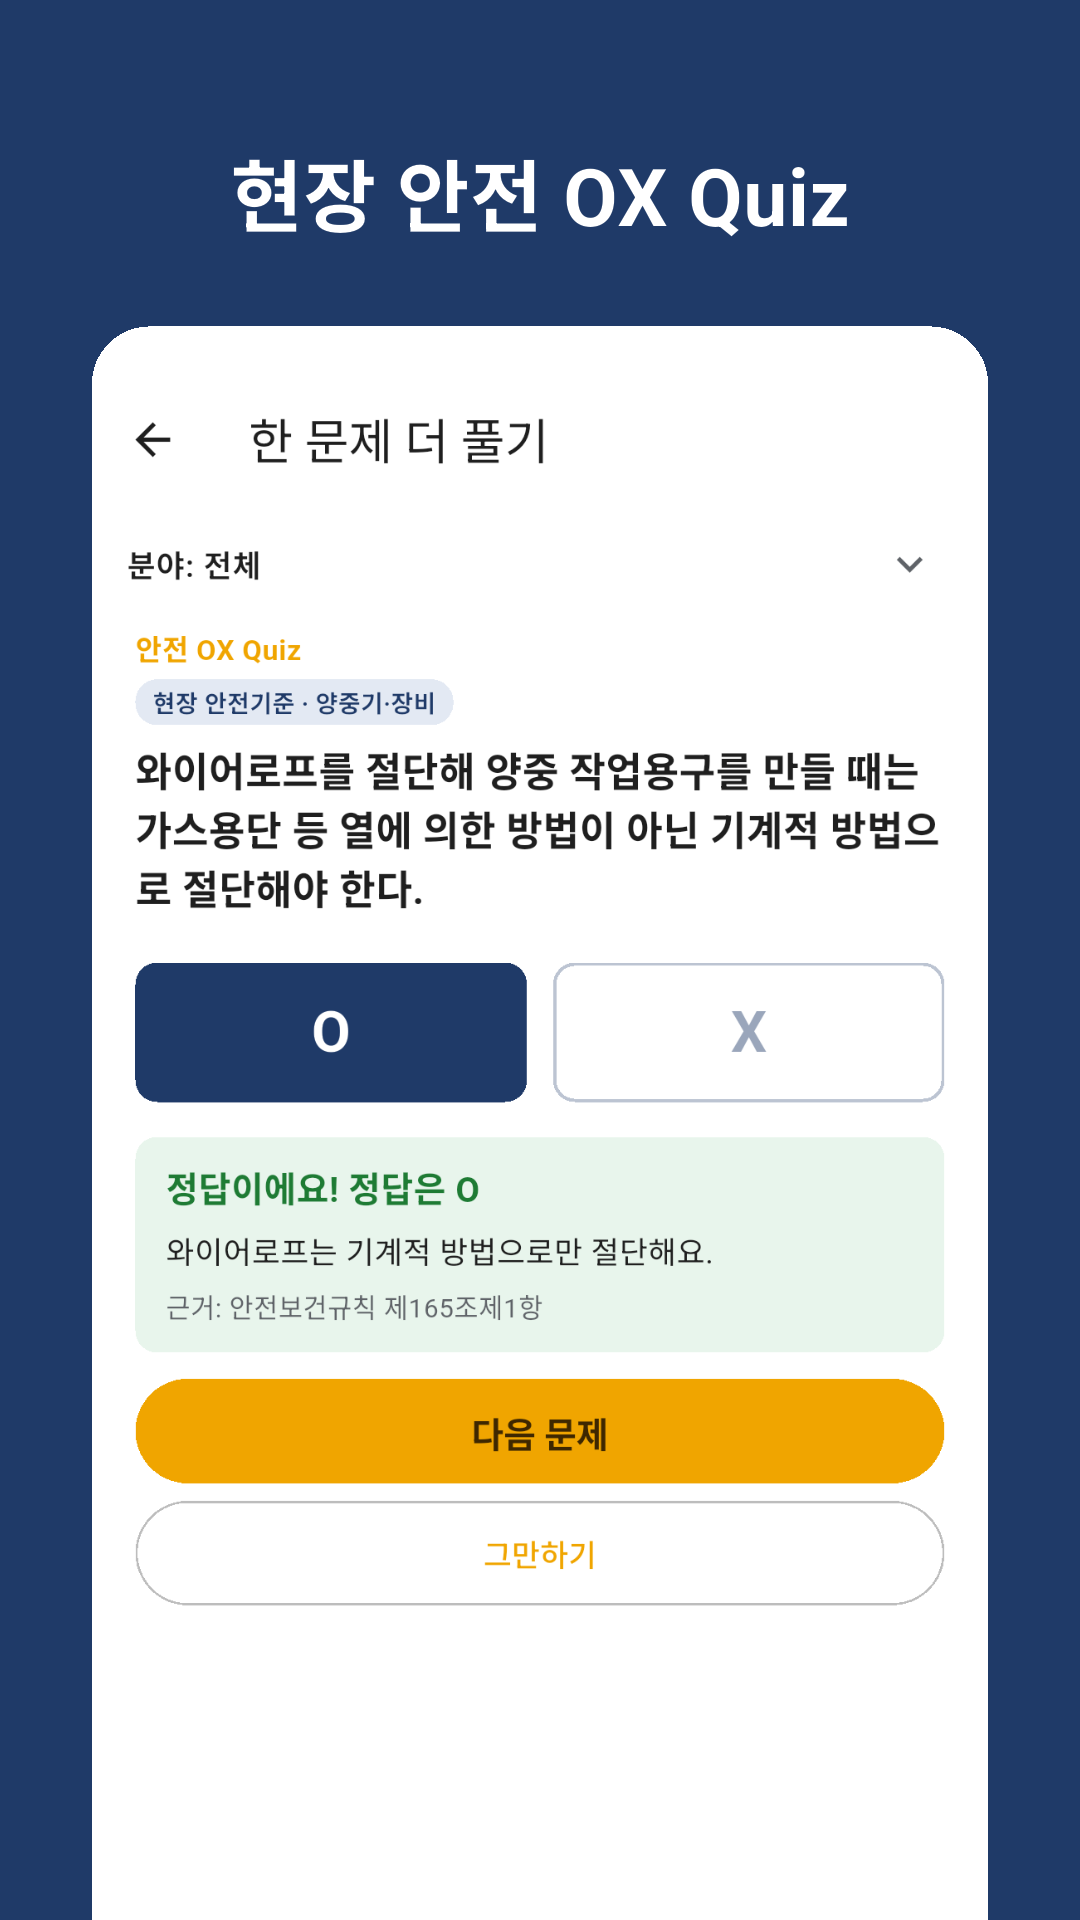 현장 안전 OX Quiz
한 문제 더 풀기
분야: 전체
안전 OX Quiz
현장 안전기준 · 양중기·장비
와이어로프를 절단해 양중 작업용구를 만들 때는
가스용단 등 열에 의한 방법이 아닌 기계적 방법으
로 절단해야 한다.
O
X
정답이에요! 정답은 O
와이어로프는 기계적 방법으로만 절단해요.
근거: 안전보건규칙 제165조제1항
다음 문제
그만하기